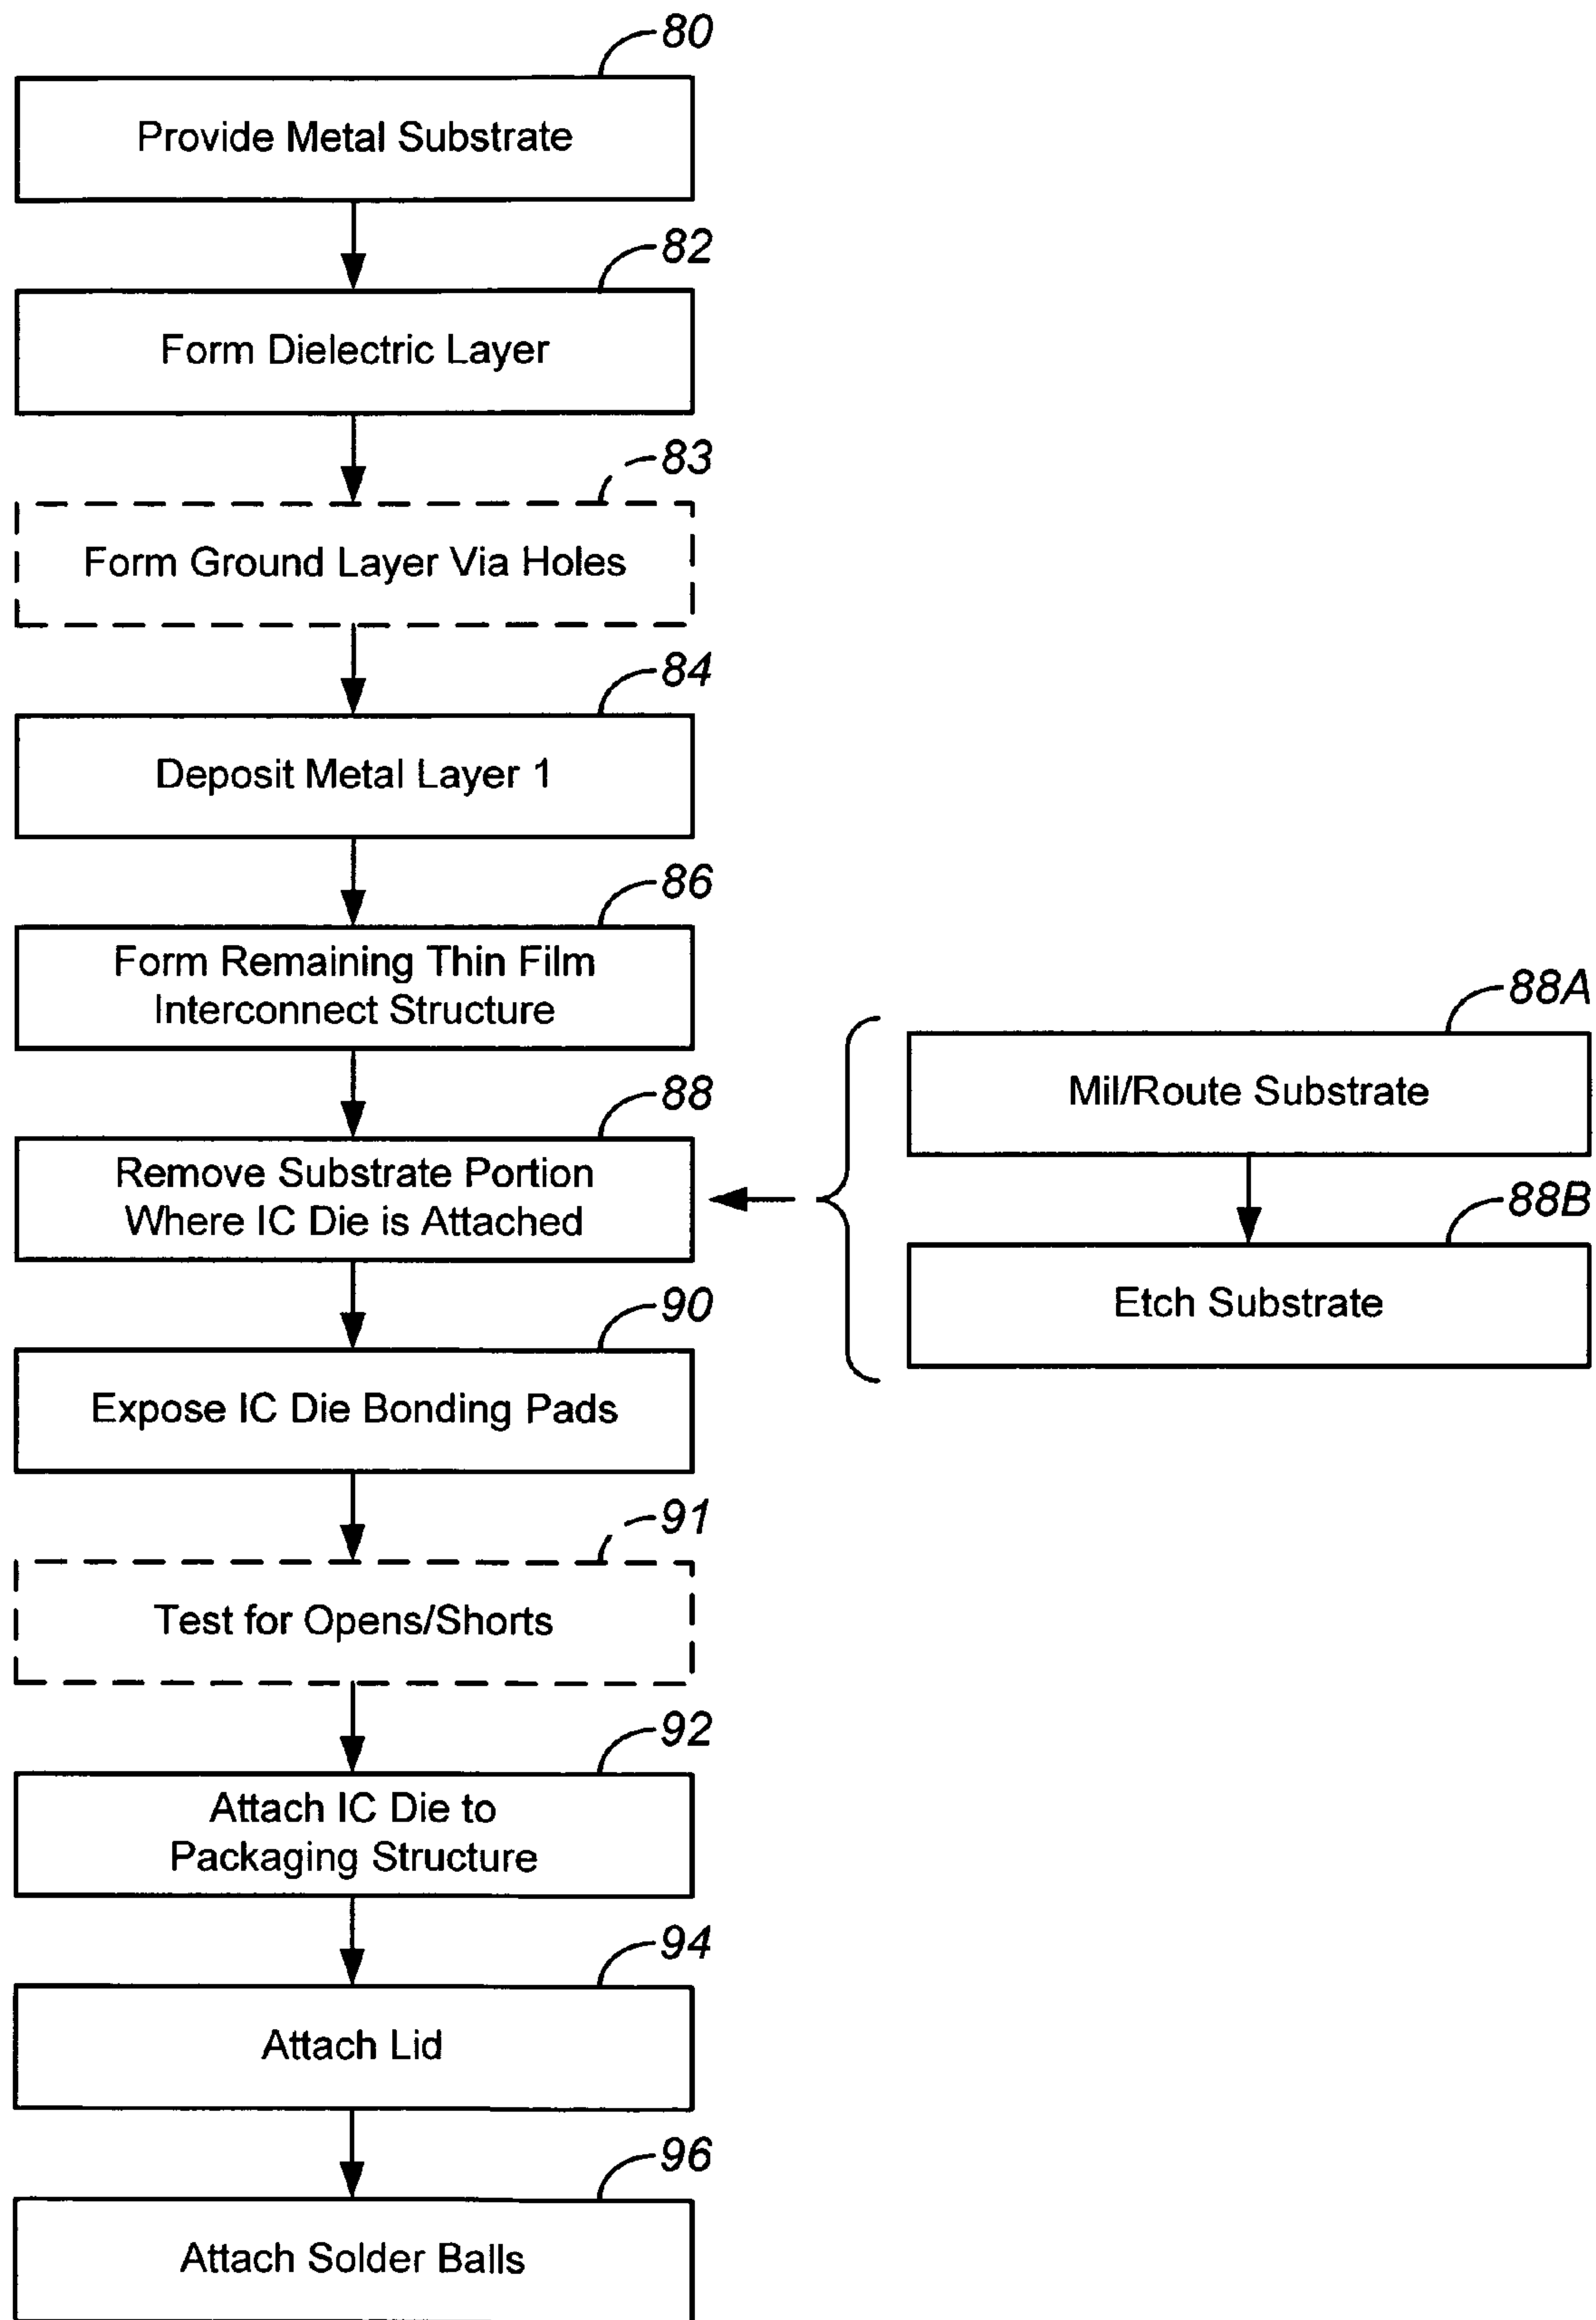 80
Provide Metal Substrate
82
Form Dielectric Layer
83
Form Ground Layer Via Holes
84
Deposit Metal Layer 1
86
Form Remaining Thin Film
Interconnect Structure
88
Remove Substrate Portion
Where IC Die is Attached
88A
Mil/Route Substrate
88B
Etch Substrate
90
Expose IC Die Bonding Pads
91
Test for Opens/Shorts
92
Attach IC Die to
Packaging Structure
94
Attach Lid
96
Attach Solder Balls